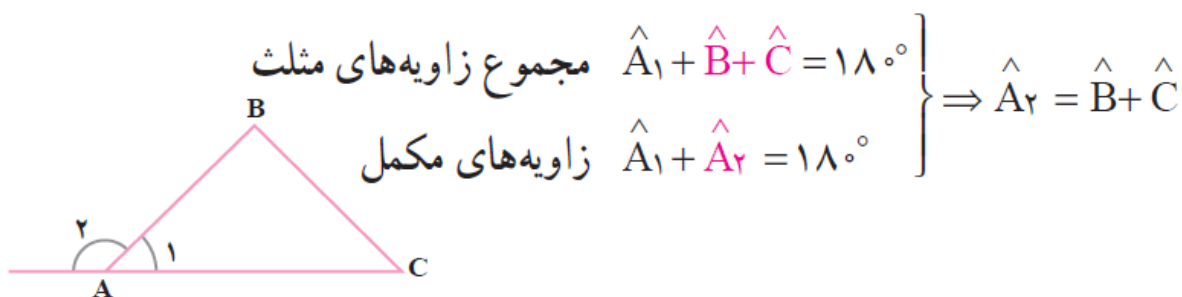 مجموع زاویه‌های مثلث Â۱ + B̂ + Ĉ = ۱۸۰°
زاویه‌های مکمل Â۱ + Â۲ = ۱۸۰°
⇒ Â۲ = B̂ + Ĉ
B
۲
۱
A
C